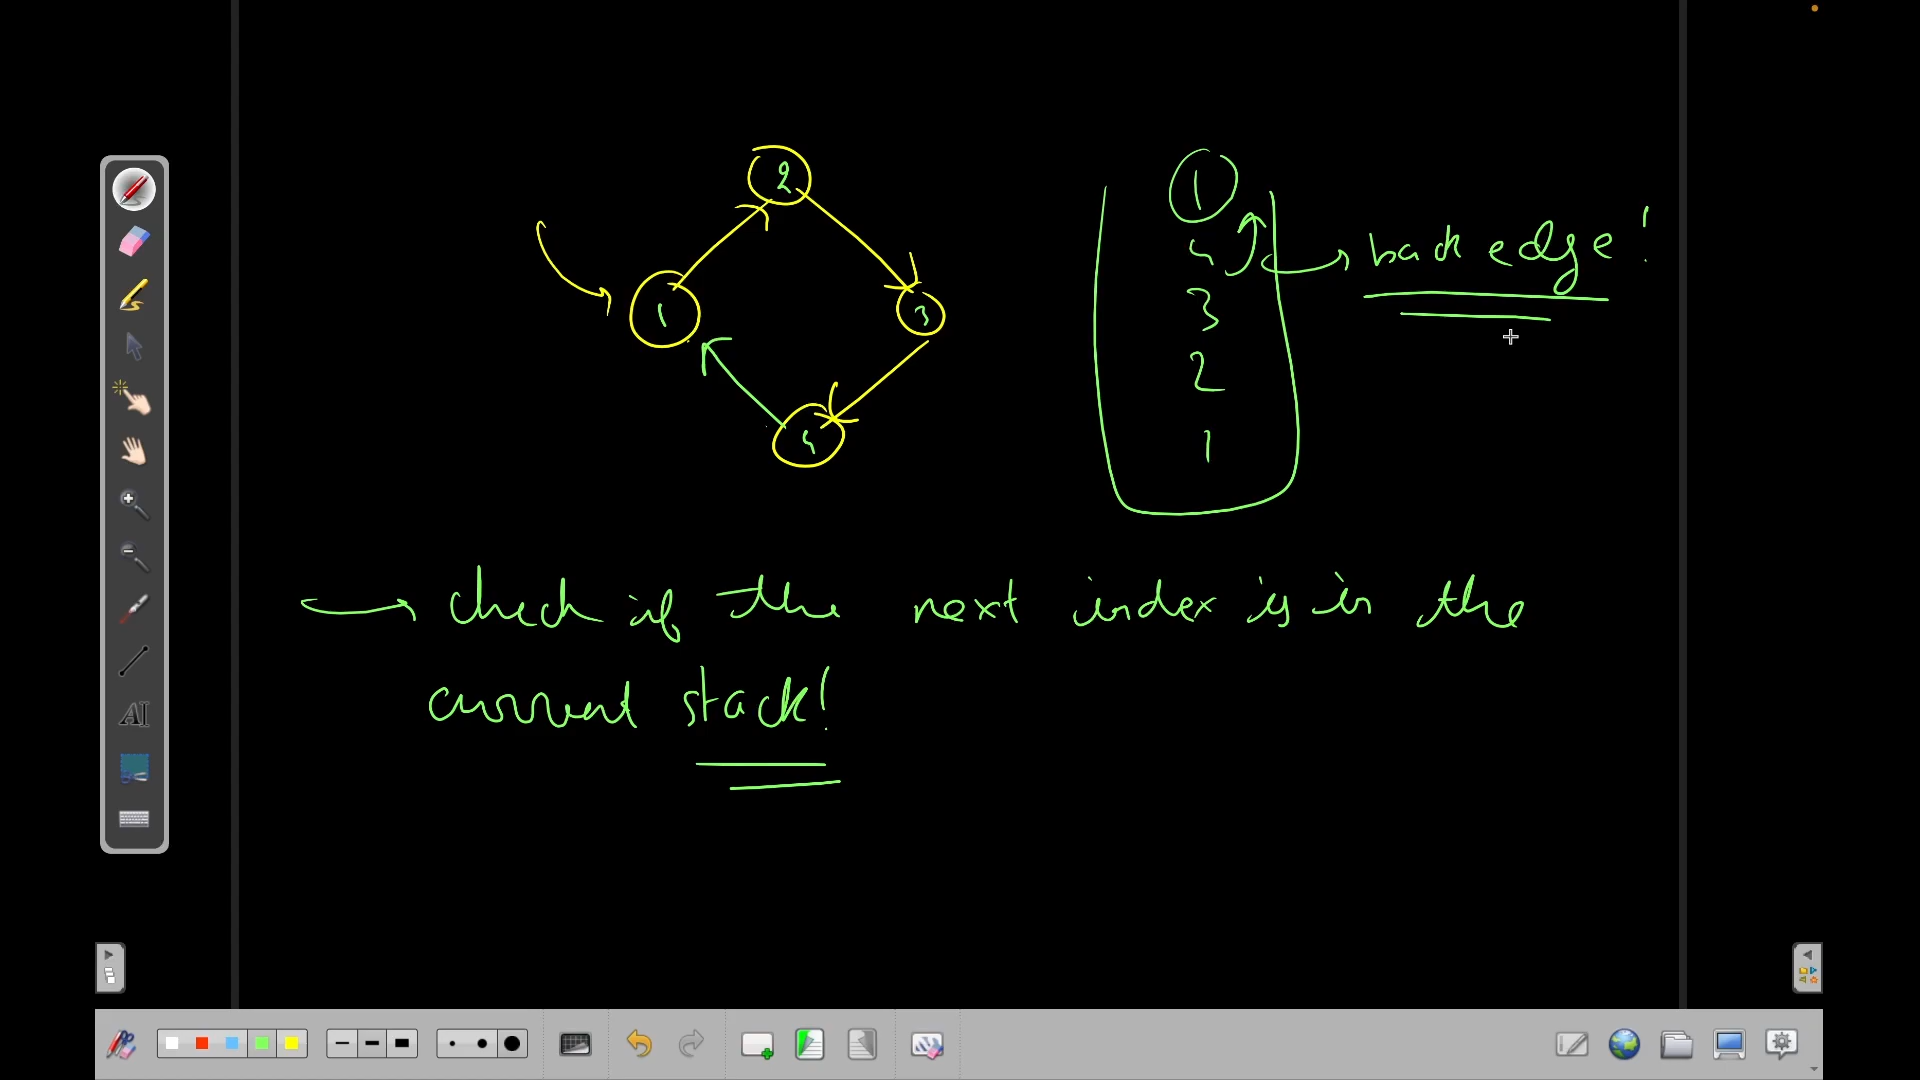 2
1
3
4
1
4
3
2
1
back edge!
check if the next index is in the
current stack!
AI